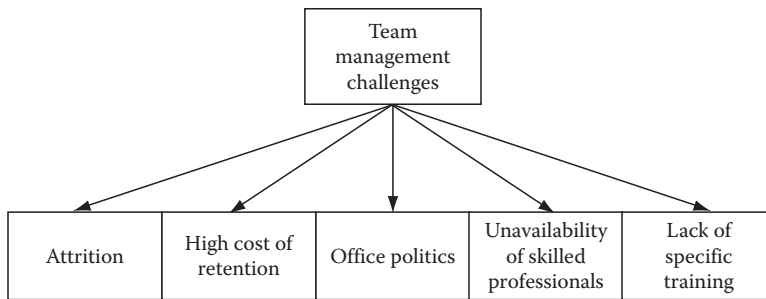 Team
management
challenges
Attrition
High cost of
retention
Office politics
Unavailability
of skilled
professionals
Lack of
specific
training